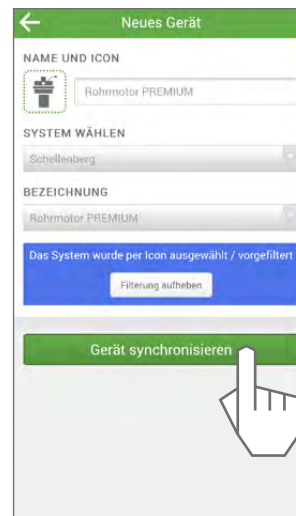 Neues Gerät
NAME UND ICON
Rohrmotor PREMIUM
SYSTEM WÄHLEN
Schellenberg
BEZEICHNUNG
Rohrmotor PREMIUM
Das System wurde per Icon ausgewählt / vorgefiltert
Filterung aufheben
Gerät synchronisieren